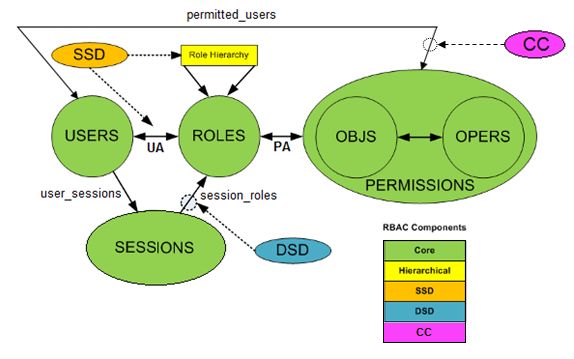 permitted_users
SSD
Role Hierarchy
CC
USERS
UA
ROLES
PA
OBJS
OPERS
PERMISSIONS
user_sessions
session_roles
SESSIONS
DSD
RBAC Components
Core
Hierarchical
SSD
DSD
CC